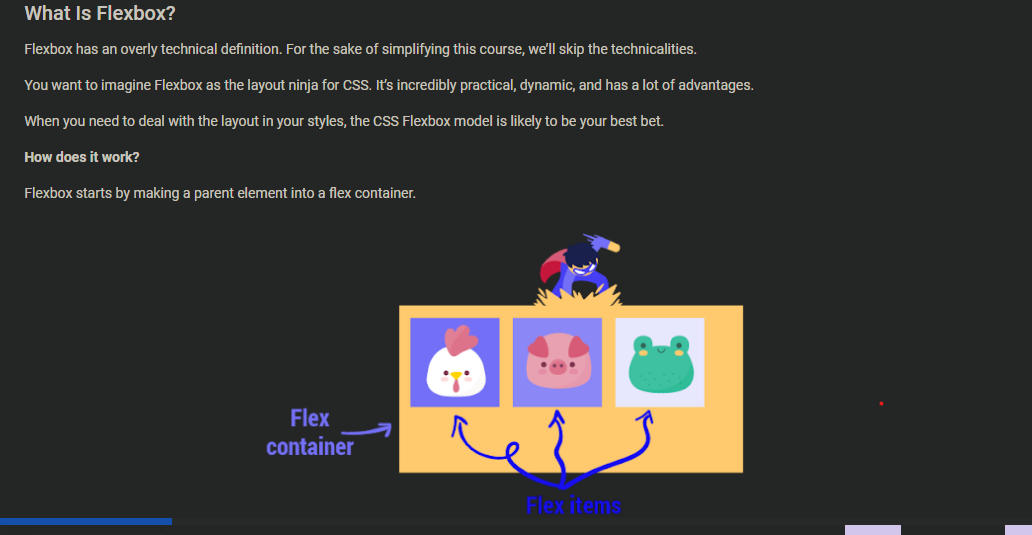 What Is Flexbox?
Flexbox has an overly technical definition. For the sake of simplifying this course, we'll skip the technicalities.
You want to imagine Flexbox as the layout ninja for CSS. It's incredibly practical, dynamic, and has a lot of advantages.
When you need to deal with the layout in your styles, the CSS Flexbox model is likely to be your best bet.
How does it work?
Flexbox starts by making a parent element into a flex container.
Flex
container
Flex items